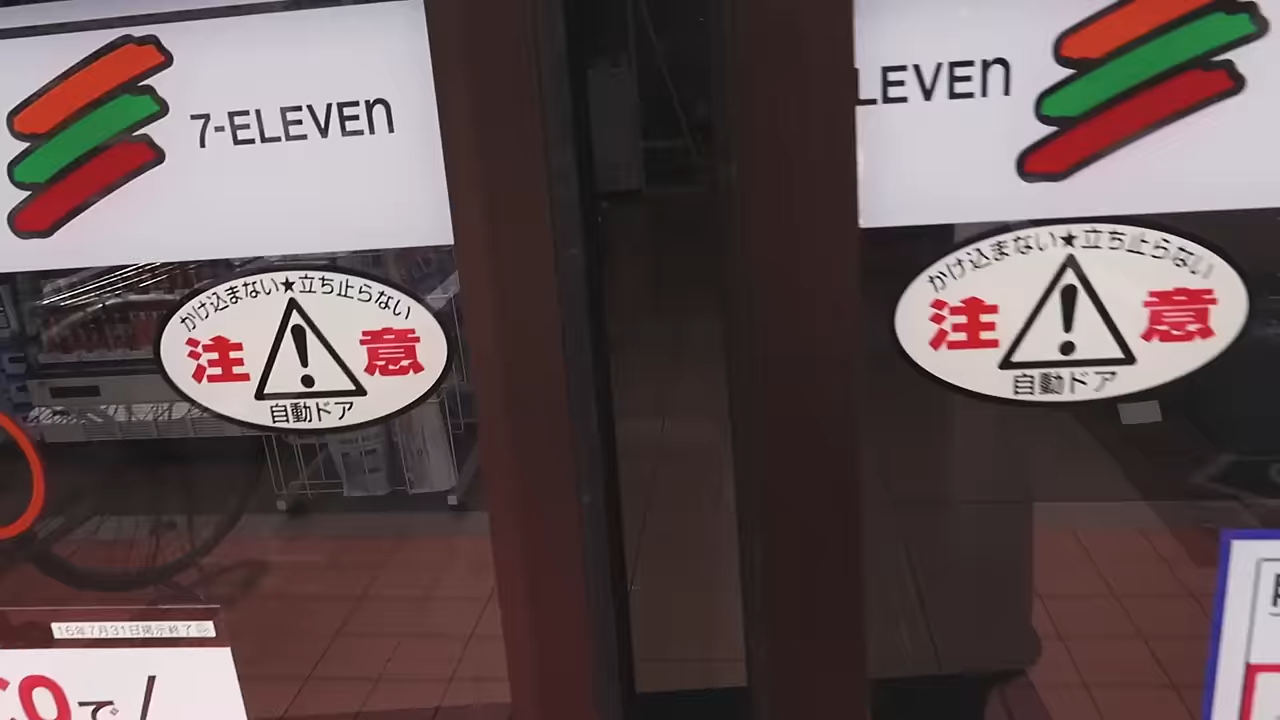 7-ELEVEn
LEVEn
かけ込まない★立ち止らない
注 意
自動ドア
かけ込まない★立ち止らない
注 意
自動ドア
16年7月31日掲示終了
で